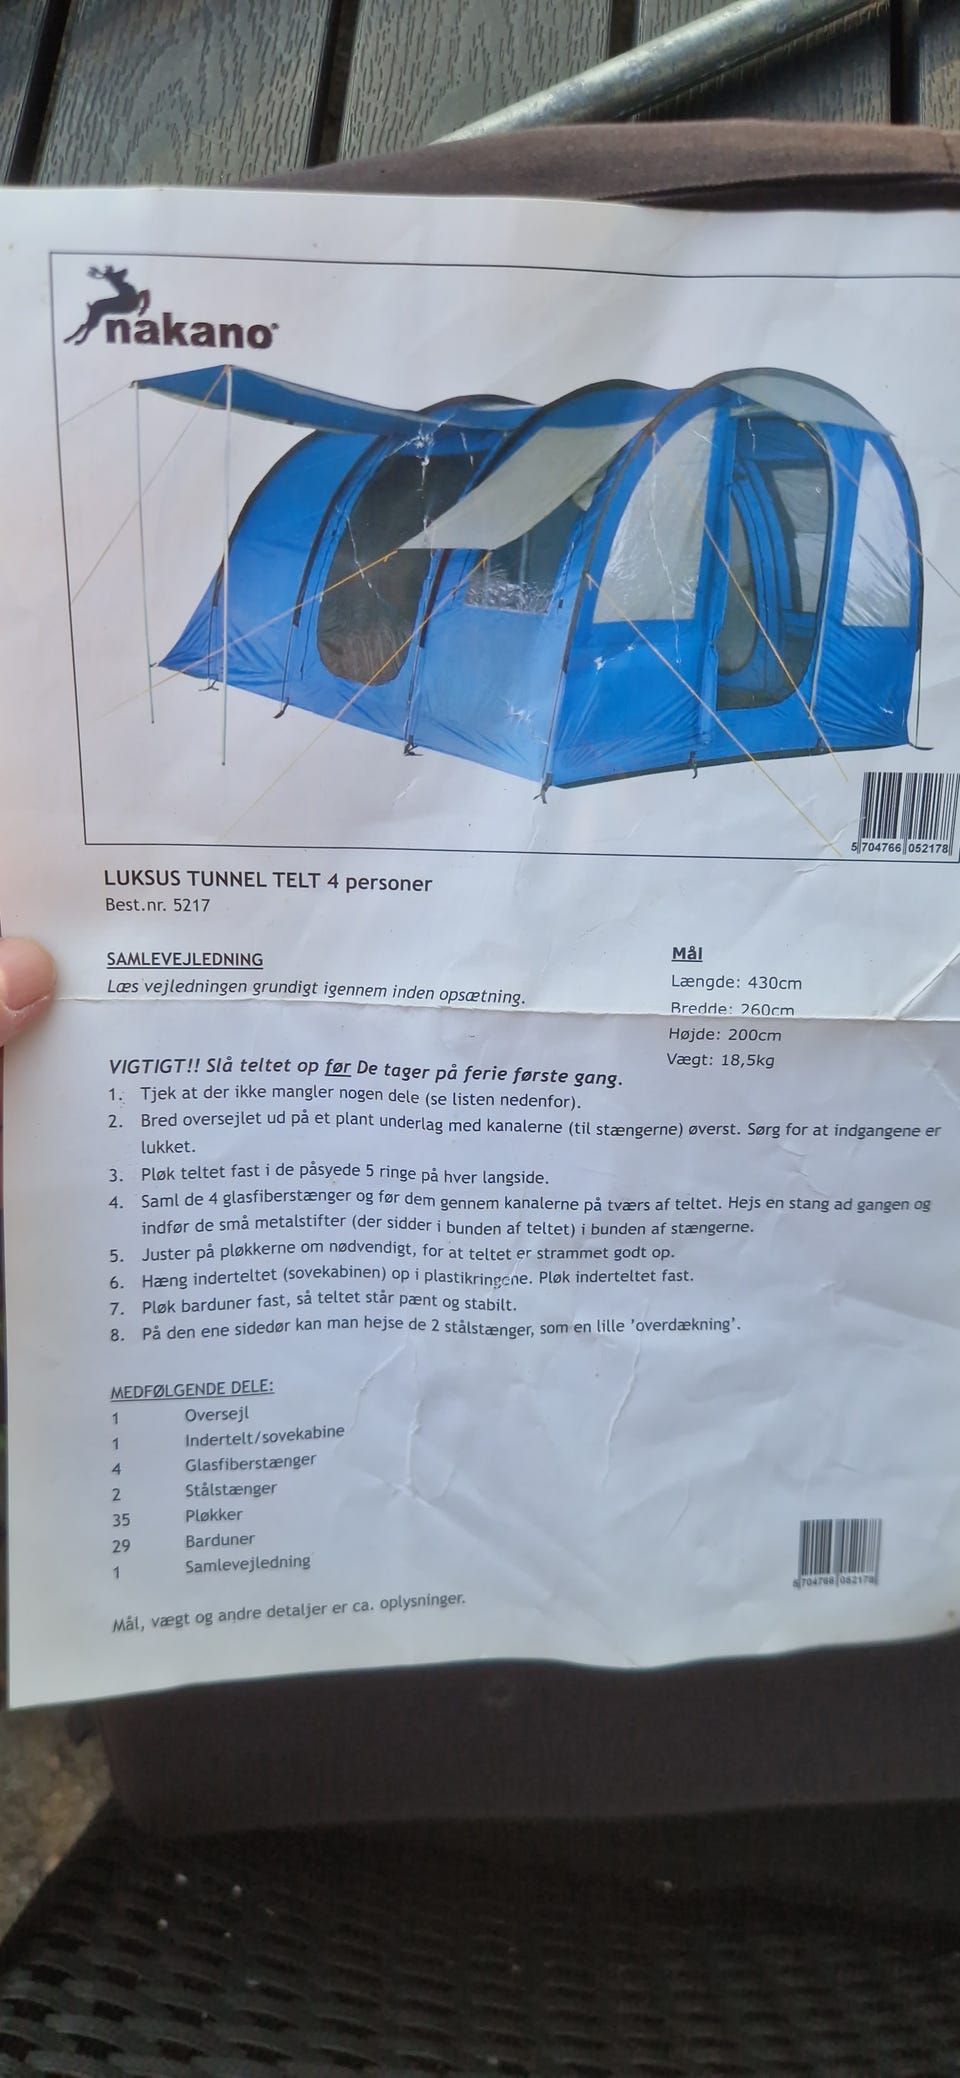 nakano®
5 704766 052178
LUKSUS TUNNEL TELT 4 personer
Best.nr. 5217
SAMLEVEJLEDNING
Læs vejledningen grundigt igennem inden opsætning.
Mål
Længde: 430cm
Bredde: 260cm
Højde: 200cm
Vægt: 18,5kg
VIGTIGT!! Slå teltet op før De tager på ferie første gang.
1. Tjek at der ikke mangler nogen dele (se listen nedenfor).
2. Bred oversejlet ud på et plant underlag med kanalerne (til stængerne) øverst. Sørg for at indgangene er
lukket.
3. Pløk teltet fast i de påsyede 5 ringe på hver langside.
4. Saml de 4 glasfiberstænger og før dem gennem kanalerne på tværs af teltet. Hejs en stang ad gangen og
indfør de små metalstifter (der sidder i bunden af teltet) i bunden af stængerne.
5. Juster på pløkkerne om nødvendigt, for at teltet er strammet godt op.
6. Hæng inderteltet (sovekabinen) op i plastikringene. Pløk inderteltet fast.
7. Pløk barduner fast, så teltet står pænt og stabilt.
8. På den ene sidedør kan man hejse de 2 stålstænger, som en lille 'overdækning'.
MEDFØLGENDE DELE:
1 Oversejl
1 Indertelt/sovekabine
4 Glasfiberstænger
2 Stålstænger
35 Pløkker
29 Barduner
1 Samlevejledning
5 704766 052178
Mål, vægt og andre detaljer er ca. oplysninger.